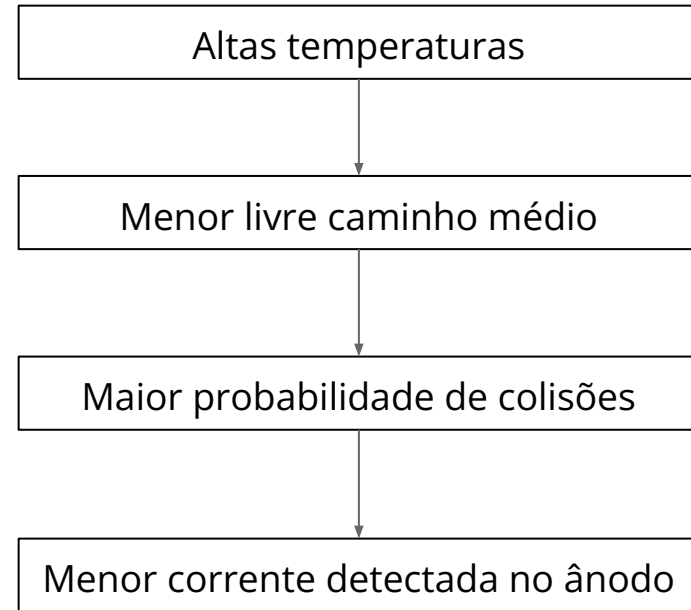 Altas temperaturas
Menor livre caminho médio
Maior probabilidade de colisões
Menor corrente detectada no ânodo